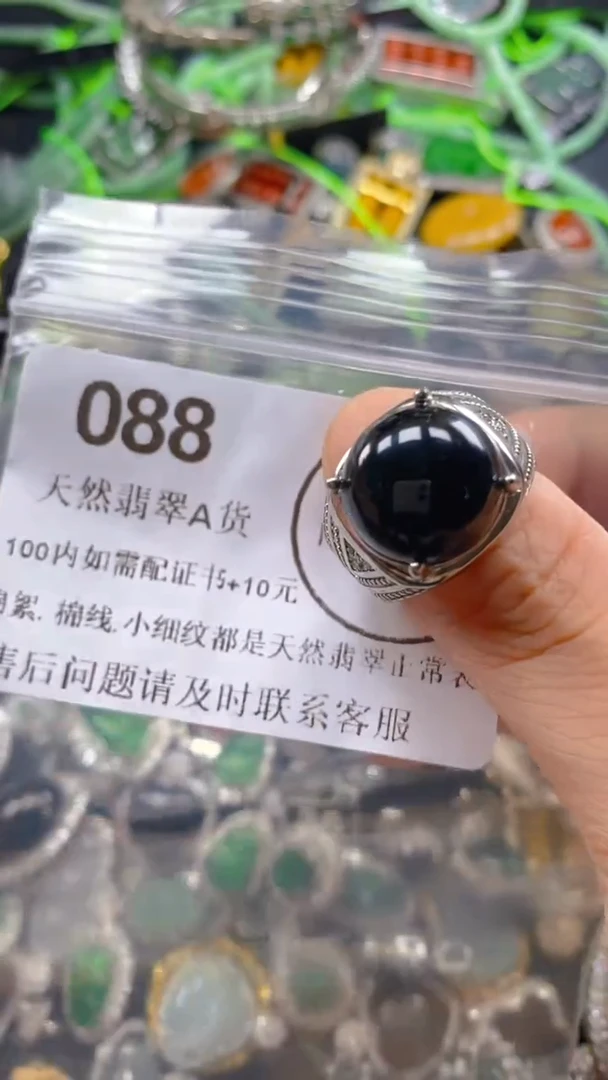 088
天然翡翠A货
100内如需配证书+10元
絮. 棉线.小细纹都是天然翡翠正常表
售后问题请及时联系客服